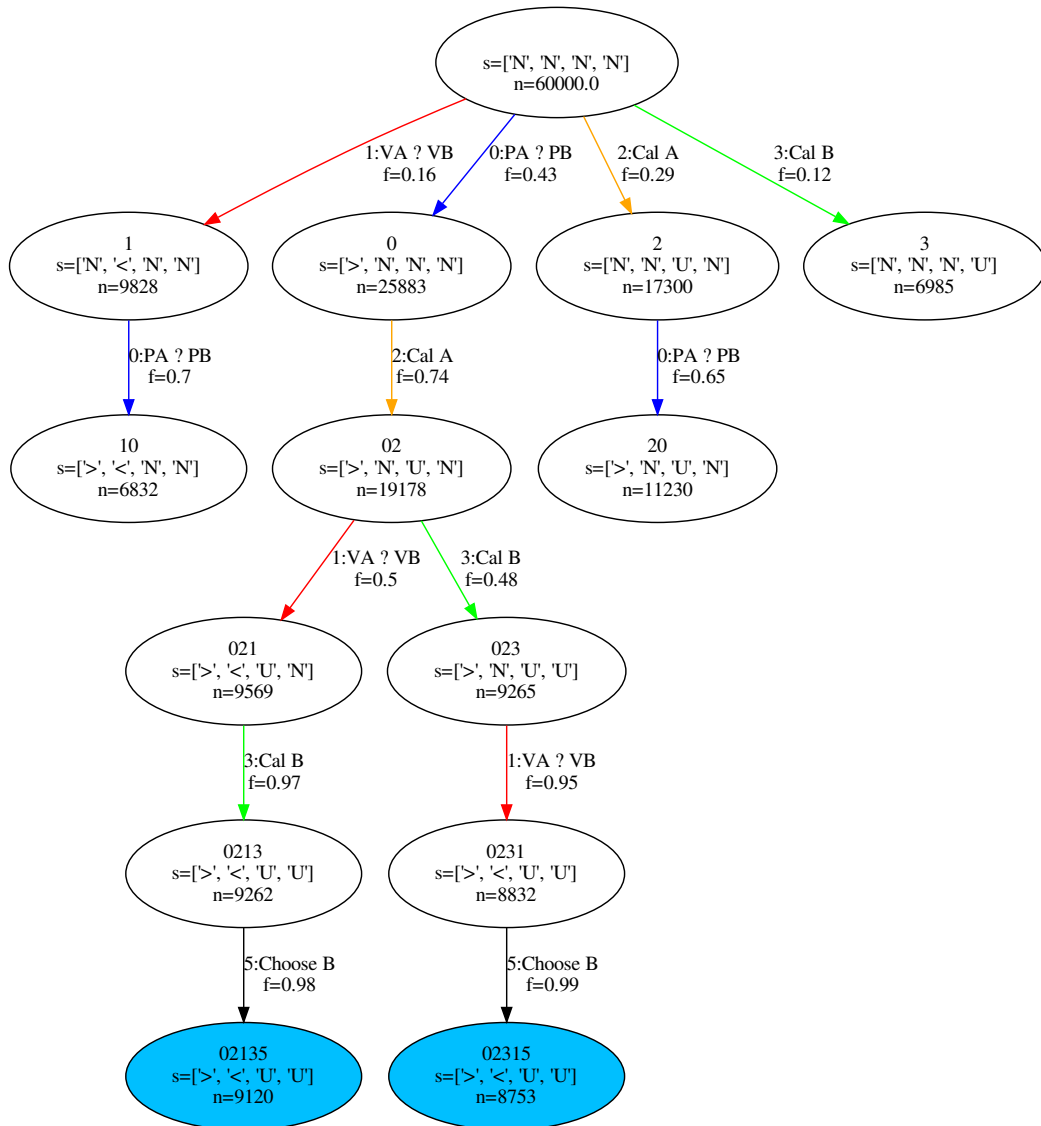 s=['N', 'N', 'N', 'N']
n=60000.0
1:VA ? VB
f=0.16
0:PA ? PB
f=0.43
2:Cal A
f=0.29
3:Cal B
f=0.12
1
s=['N', '<', 'N', 'N']
n=9828
0
s=['>', 'N', 'N', 'N']
n=25883
2
s=['N', 'N', 'U', 'N']
n=17300
3
s=['N', 'N', 'N', 'U']
n=6985
0:PA ? PB
f=0.7
2:Cal A
f=0.74
0:PA ? PB
f=0.65
10
s=['>', '<', 'N', 'N']
n=6832
02
s=['>', 'N', 'U', 'N']
n=19178
20
s=['>', 'N', 'U', 'N']
n=11230
1:VA ? VB
f=0.5
3:Cal B
f=0.48
021
s=['>', '<', 'U', 'N']
n=9569
023
s=['>', 'N', 'U', 'U']
n=9265
3:Cal B
f=0.97
1:VA ? VB
f=0.95
0213
s=['>', '<', 'U', 'U']
n=9262
0231
s=['>', '<', 'U', 'U']
n=8832
5:Choose B
f=0.98
5:Choose B
f=0.99
02135
s=['>', '<', 'U', 'U']
n=9120
02315
s=['>', '<', 'U', 'U']
n=8753